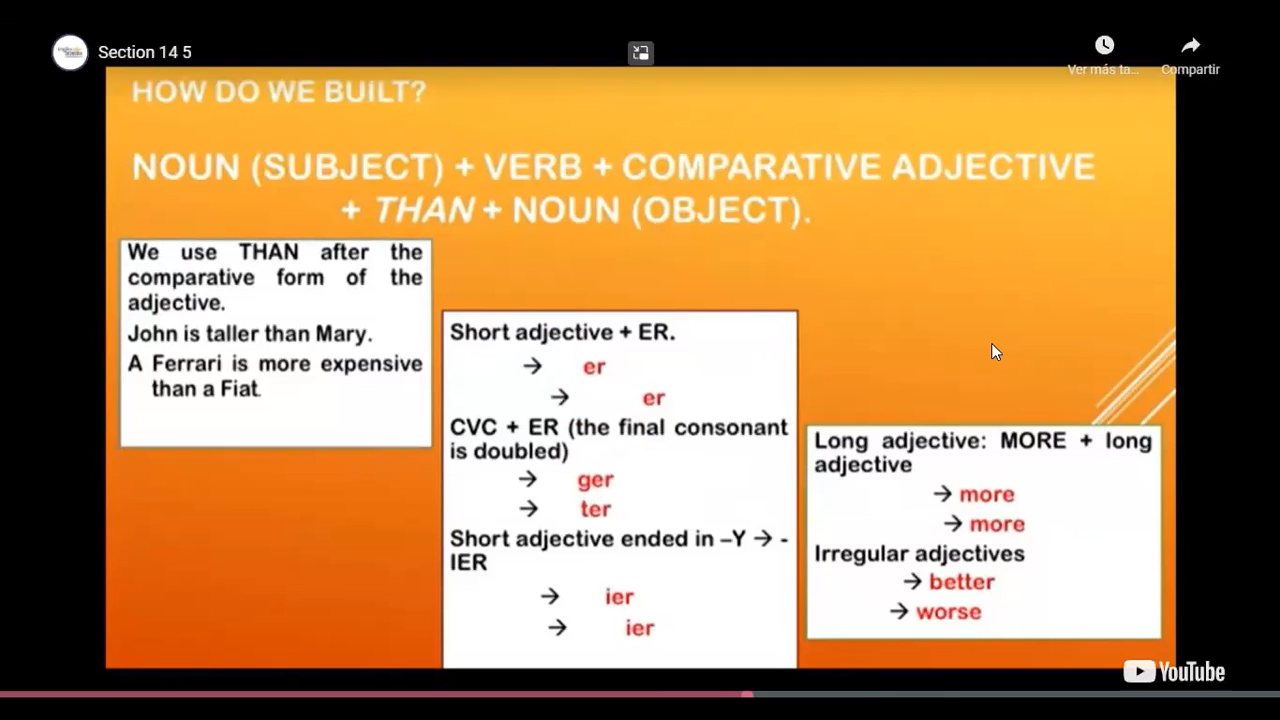 Section 14 5
Ver más ta...
Compartir
HOW DO WE BUILT?
NOUN (SUBJECT) + VERB + COMPARATIVE ADJECTIVE
+ THAN + NOUN (OBJECT).
We use THAN after the
comparative form of the
adjective.
John is taller than Mary.
A Ferrari is more expensive
than a Fiat.
Short adjective + ER.
→ er
→ er
CVC + ER (the final consonant
is doubled)
→ ger
→ ter
Short adjective ended in –Y → -
IER
→ ier
→ ier
Long adjective: MORE + long
adjective
→ more
→ more
Irregular adjectives
→ better
→ worse
YouTube